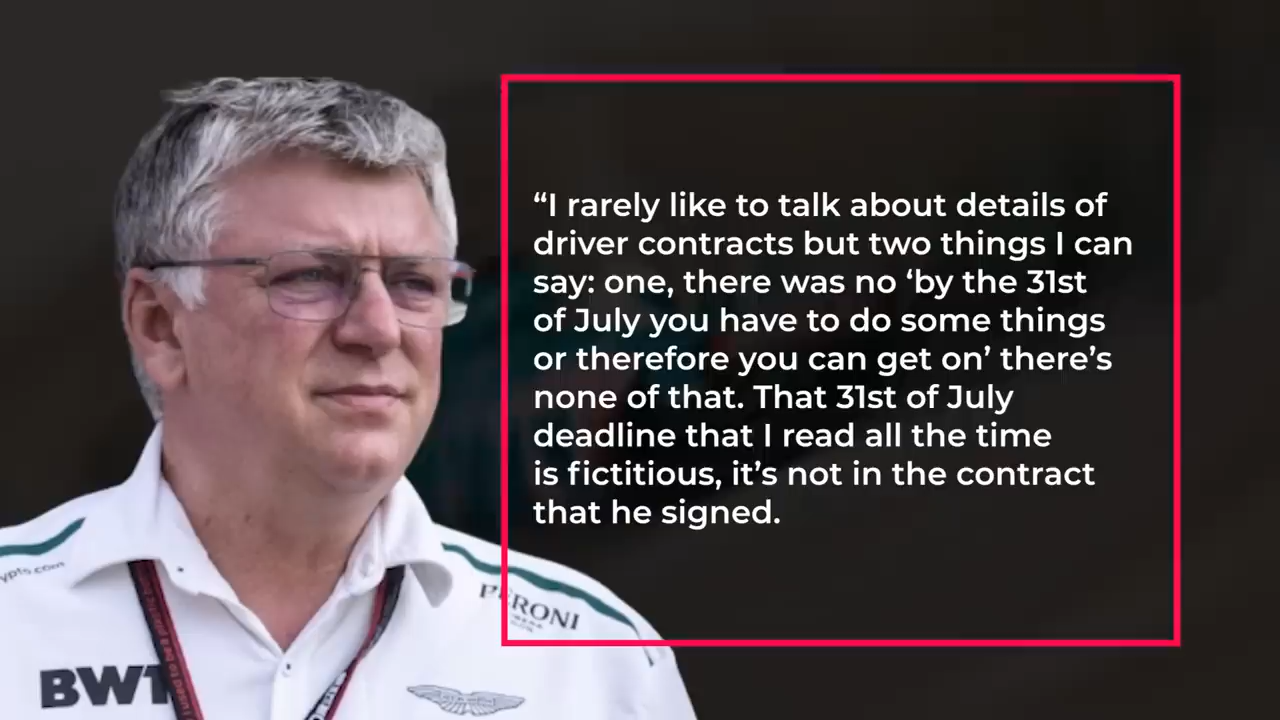 “I rarely like to talk about details of
driver contracts but two things I can
say: one, there was no ‘by the 31st
of July you have to do some things
or therefore you can get on’ there’s
none of that. That 31st of July
deadline that I read all the time
is fictitious, it’s not in the contract
that he signed.
ypto.com
PERONI
BWT